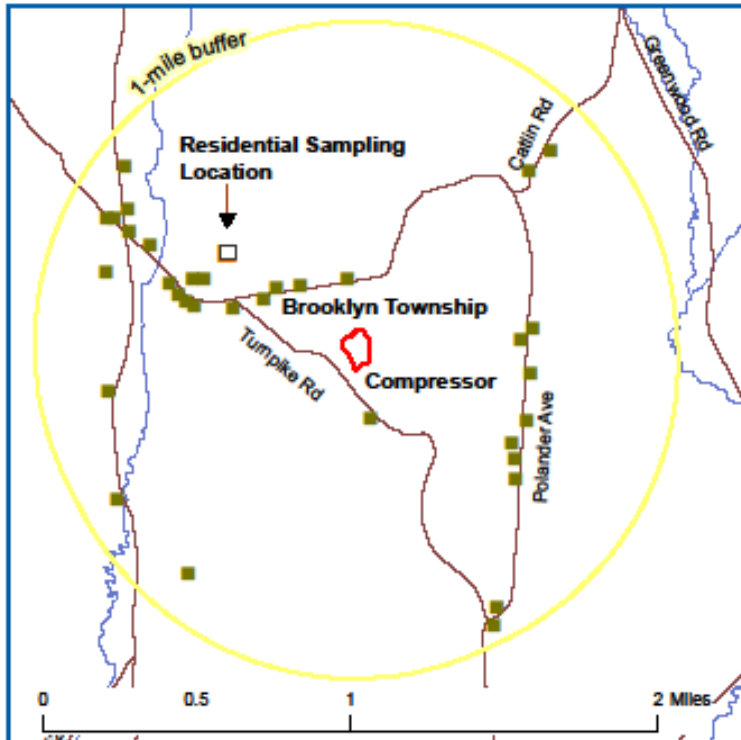 1-mile buffer
Greenwood Rd
Catlin Rd
Residential Sampling
Location
Brooklyn Township
Turnpike Rd
Compressor
Polander Ave
0 0.5 1 2 Miles